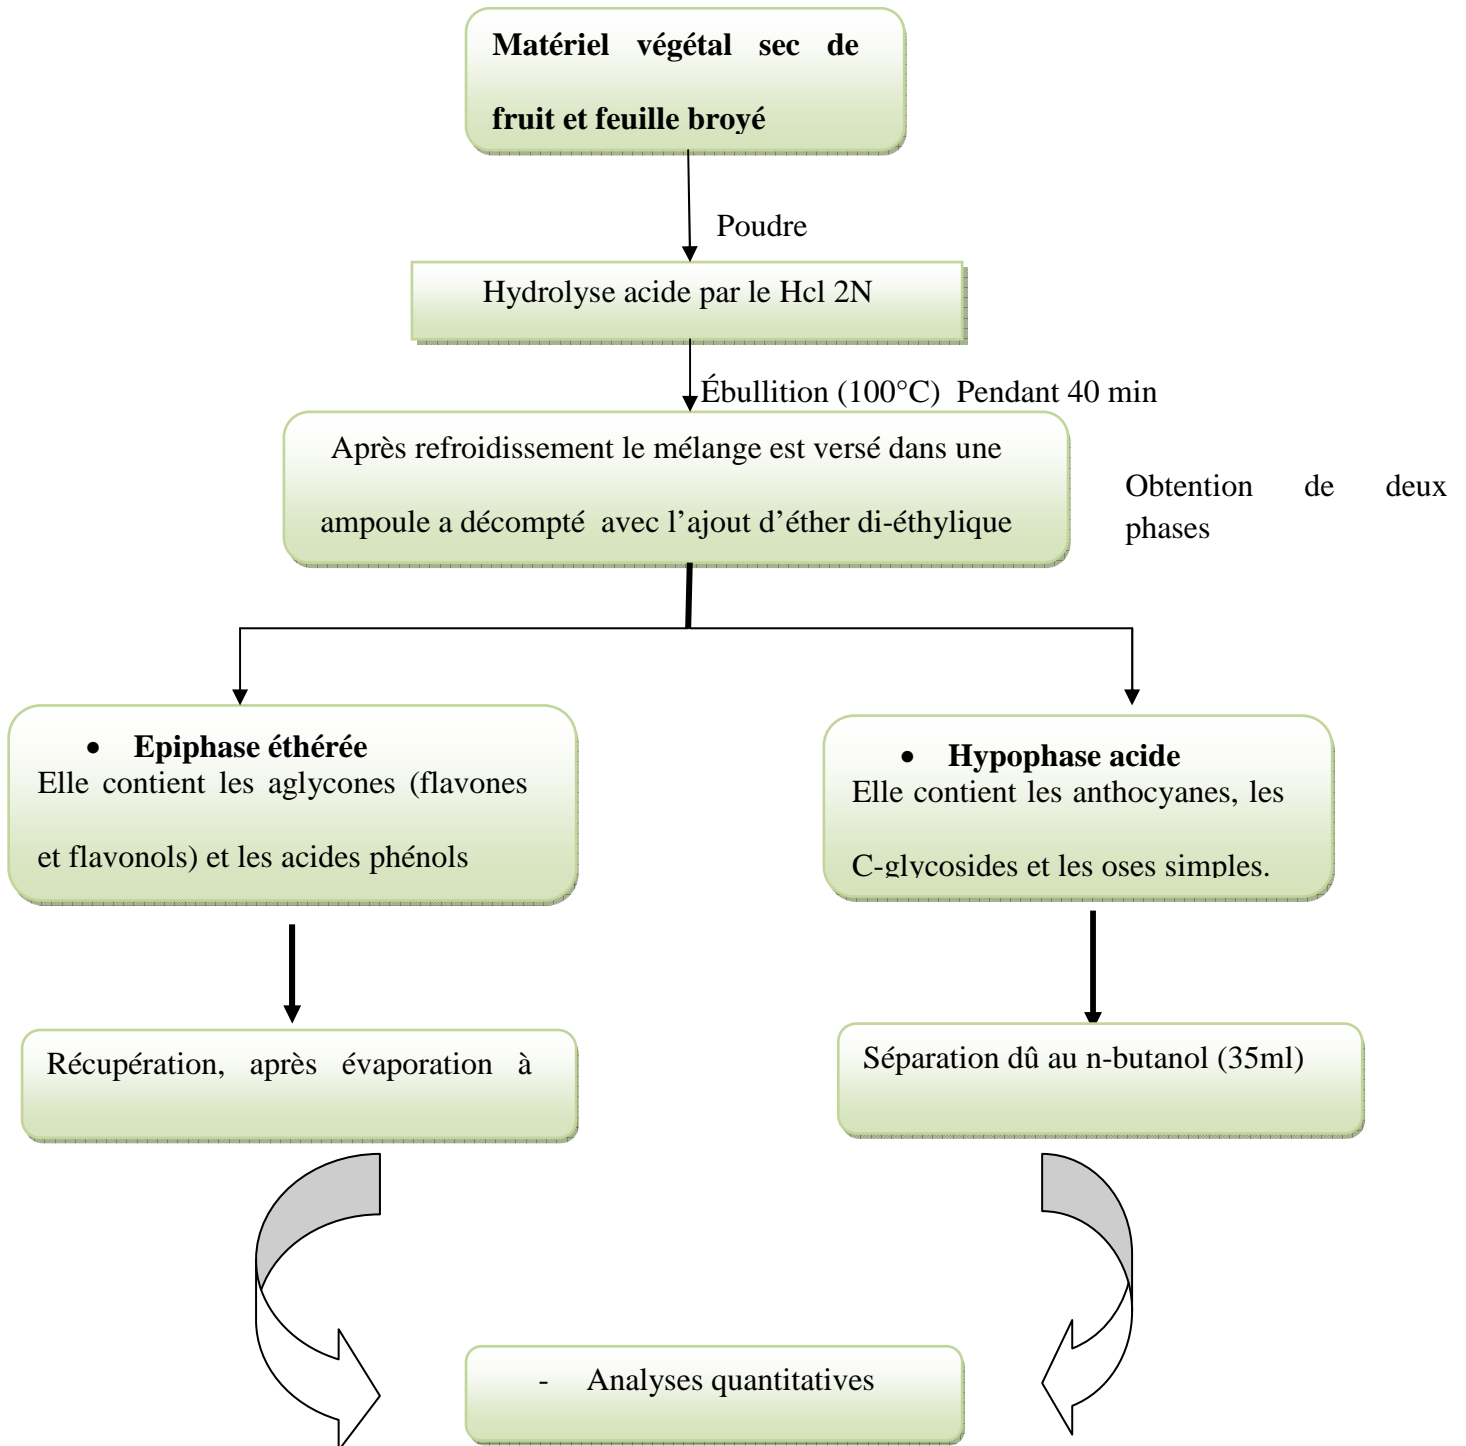 Matériel végétal sec de
fruit et feuille broyé
Poudre
Hydrolyse acide par le Hcl 2N
Ébullition (100°C) Pendant 40 min
Après refroidissement le mélange est versé dans une
ampoule a décompté avec l’ajout d’éther di-éthylique
Obtention de deux
phases
• Epiphase éthérée
Elle contient les aglycones (flavones
et flavonols) et les acides phénols
• Hypophase acide
Elle contient les anthocyanes, les
C-glycosides et les oses simples.
Récupération, après évaporation à
Séparation dû au n-butanol (35ml)
- Analyses quantitatives